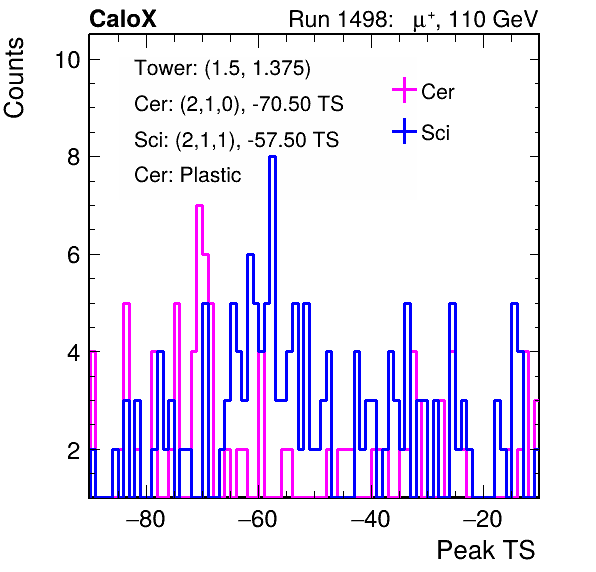 CaloX Run 1498: μ⁺, 110 GeV
Counts
Tower: (1.5, 1.375)
Cer: (2,1,0), -70.50 TS
Sci: (2,1,1), -57.50 TS
Cer: Plastic
Cer
Sci
10
8
6
4
2
−80 −60 −40 −20
Peak TS